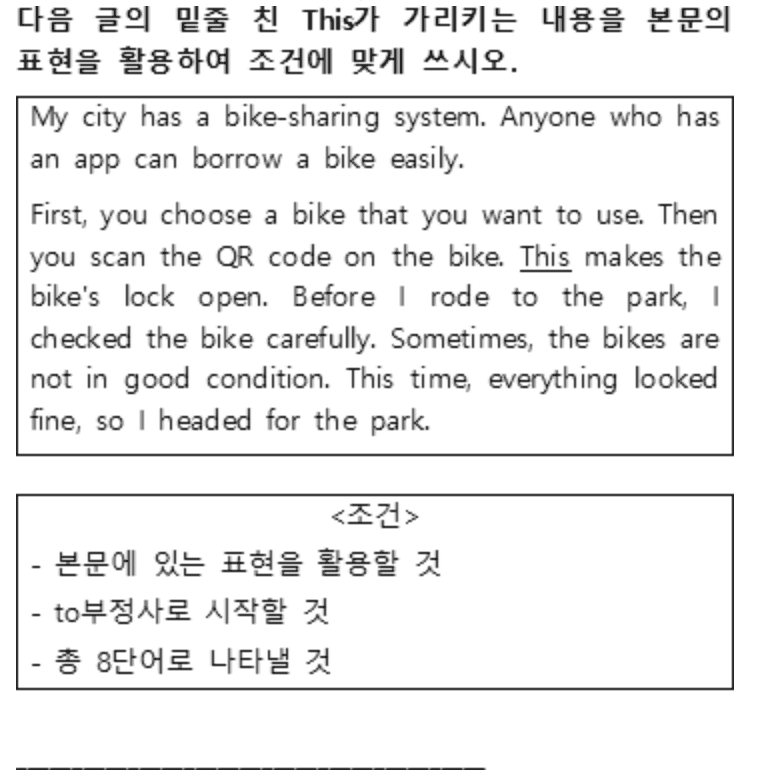 다음 글의 밑줄 친 This가 가리키는 내용을 본문의
표현을 활용하여 조건에 맞게 쓰시오.
My city has a bike-sharing system. Anyone who has
an app can borrow a bike easily.
First, you choose a bike that you want to use. Then
you scan the QR code on the bike. This makes the
bike's lock open. Before I rode to the park, I
checked the bike carefully. Sometimes, the bikes are
not in good condition. This time, everything looked
fine, so I headed for the park.
<조건>
- 본문에 있는 표현을 활용할 것
- to부정사로 시작할 것
- 총 8단어로 나타낼 것